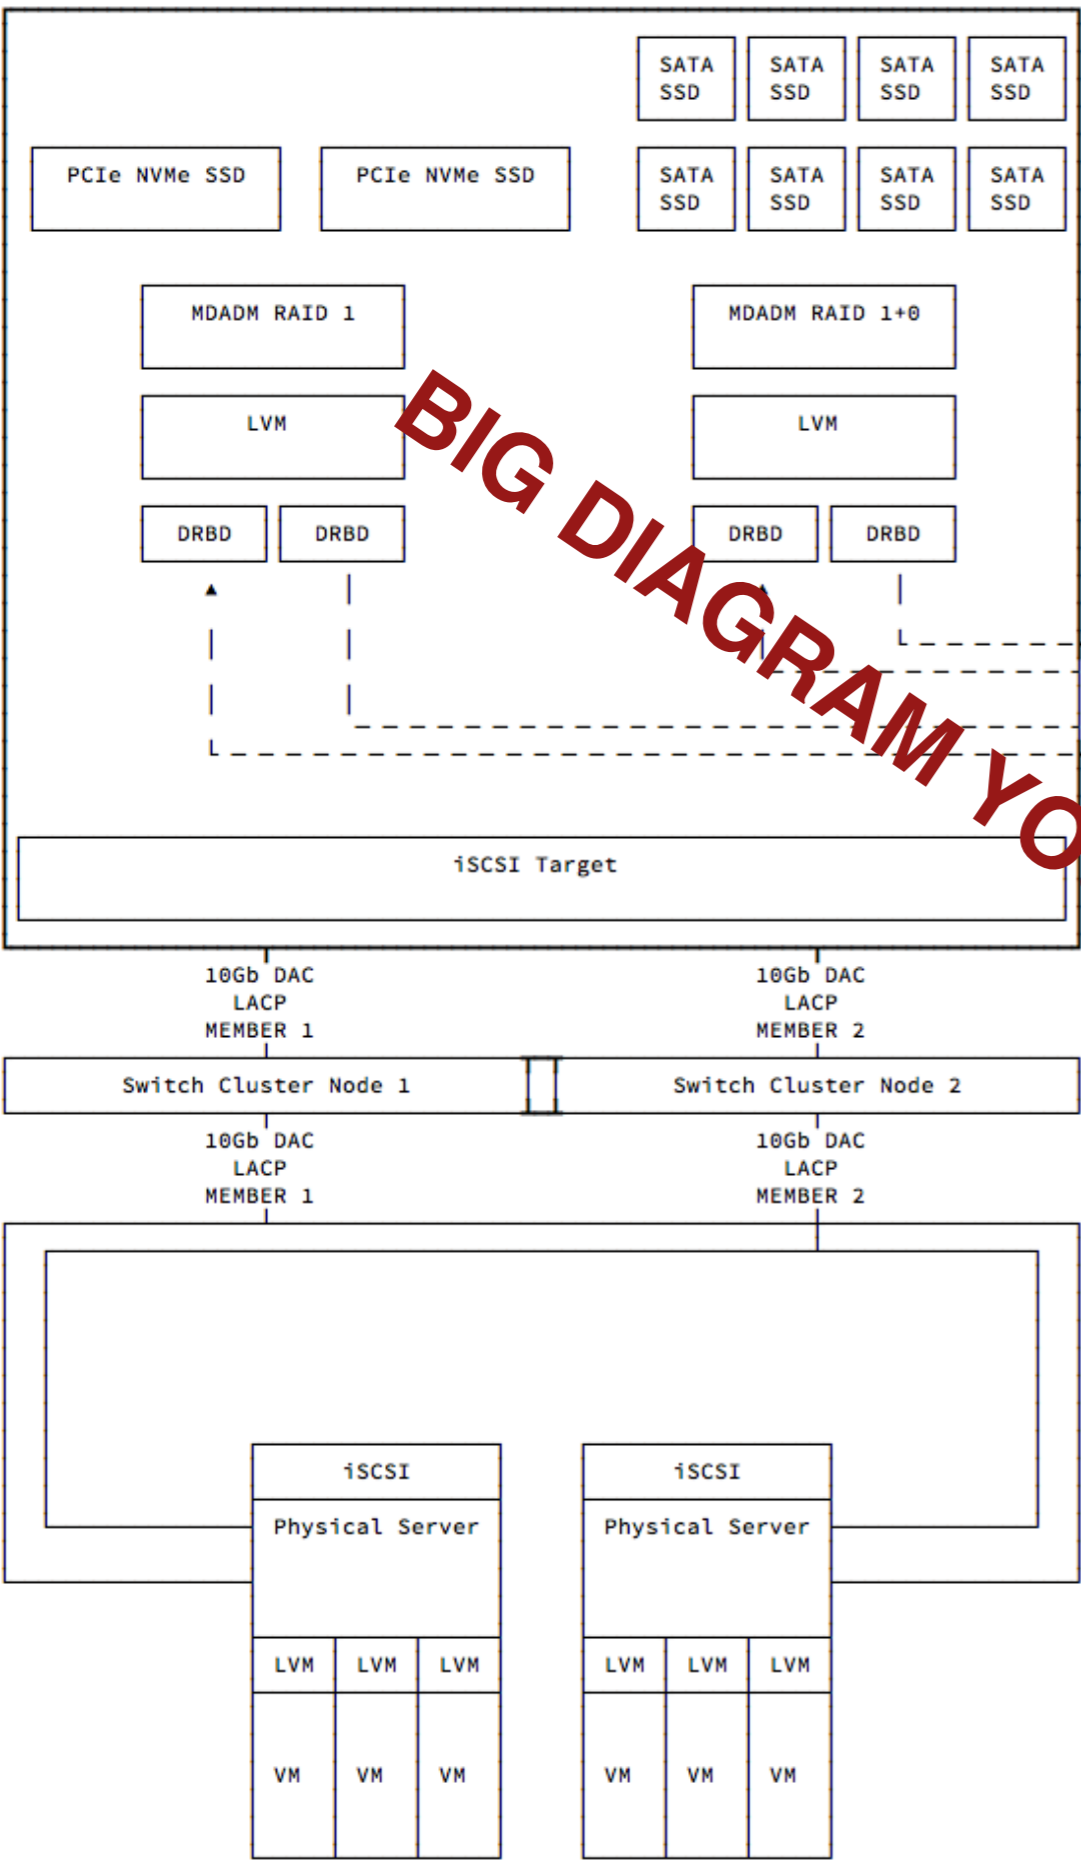 SATA SATA SATA SATA
SSD SSD SSD SSD
PCIe NVMe SSD PCIe NVMe SSD
SATA SATA SATA SATA
SSD SSD SSD SSD
MDADM RAID 1 MDADM RAID 1+0
LVM LVM
BIG DIAGRAM YO
DRBD DRBD DRBD DRBD
iSCSI Target
10Gb DAC 10Gb DAC
LACP LACP
MEMBER 1 MEMBER 2
Switch Cluster Node 1 Switch Cluster Node 2
10Gb DAC 10Gb DAC
LACP LACP
MEMBER 1 MEMBER 2
iSCSI iSCSI
Physical Server Physical Server
LVM LVM LVM LVM LVM LVM
VM VM VM VM VM VM